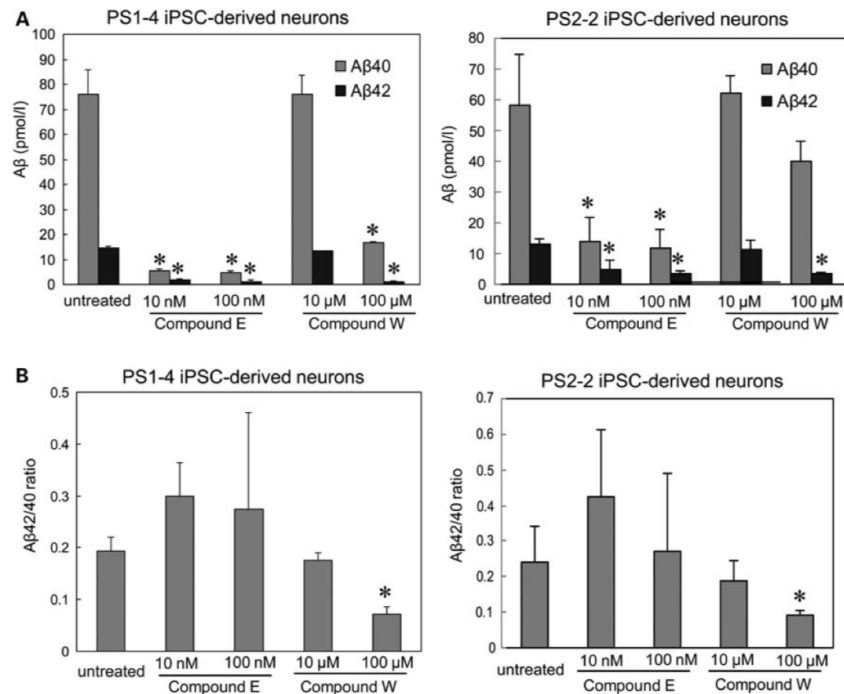 A
PS1-4 iPSC-derived neurons
Aβ (pmol/l)
100
90
80
70
60
50
40
30
20
10
0
Aβ40
Aβ42
* * * * * *
untreated 10 nM 100 nM 10 μM 100 μM
Compound E Compound W
PS2-2 iPSC-derived neurons
Aβ (pmol/l)
80
70
60
50
40
30
20
10
0
Aβ40
Aβ42
* * * * *
untreated 10 nM 100 nM 10 μM 100 μM
Compound E Compound W
B
PS1-4 iPSC-derived neurons
Aβ42/40 ratio
0.5
0.4
0.3
0.2
0.1
0
*
untreated 10 nM 100 nM 10 μM 100 μM
Compound E Compound W
PS2-2 iPSC-derived neurons
Aβ42/40 ratio
0.7
0.6
0.5
0.4
0.3
0.2
0.1
0
*
untreated 10 nM 100 nM 10 μM 100 μM
Compound E Compound W